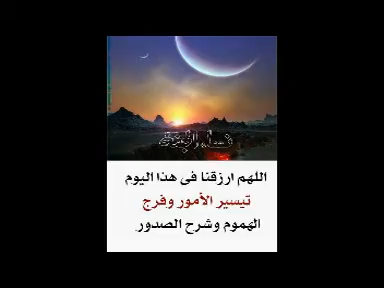 اللهم ارزقنا فى هذا اليوم
تيسير الأمور وفرج
الهموم وشرح الصدور